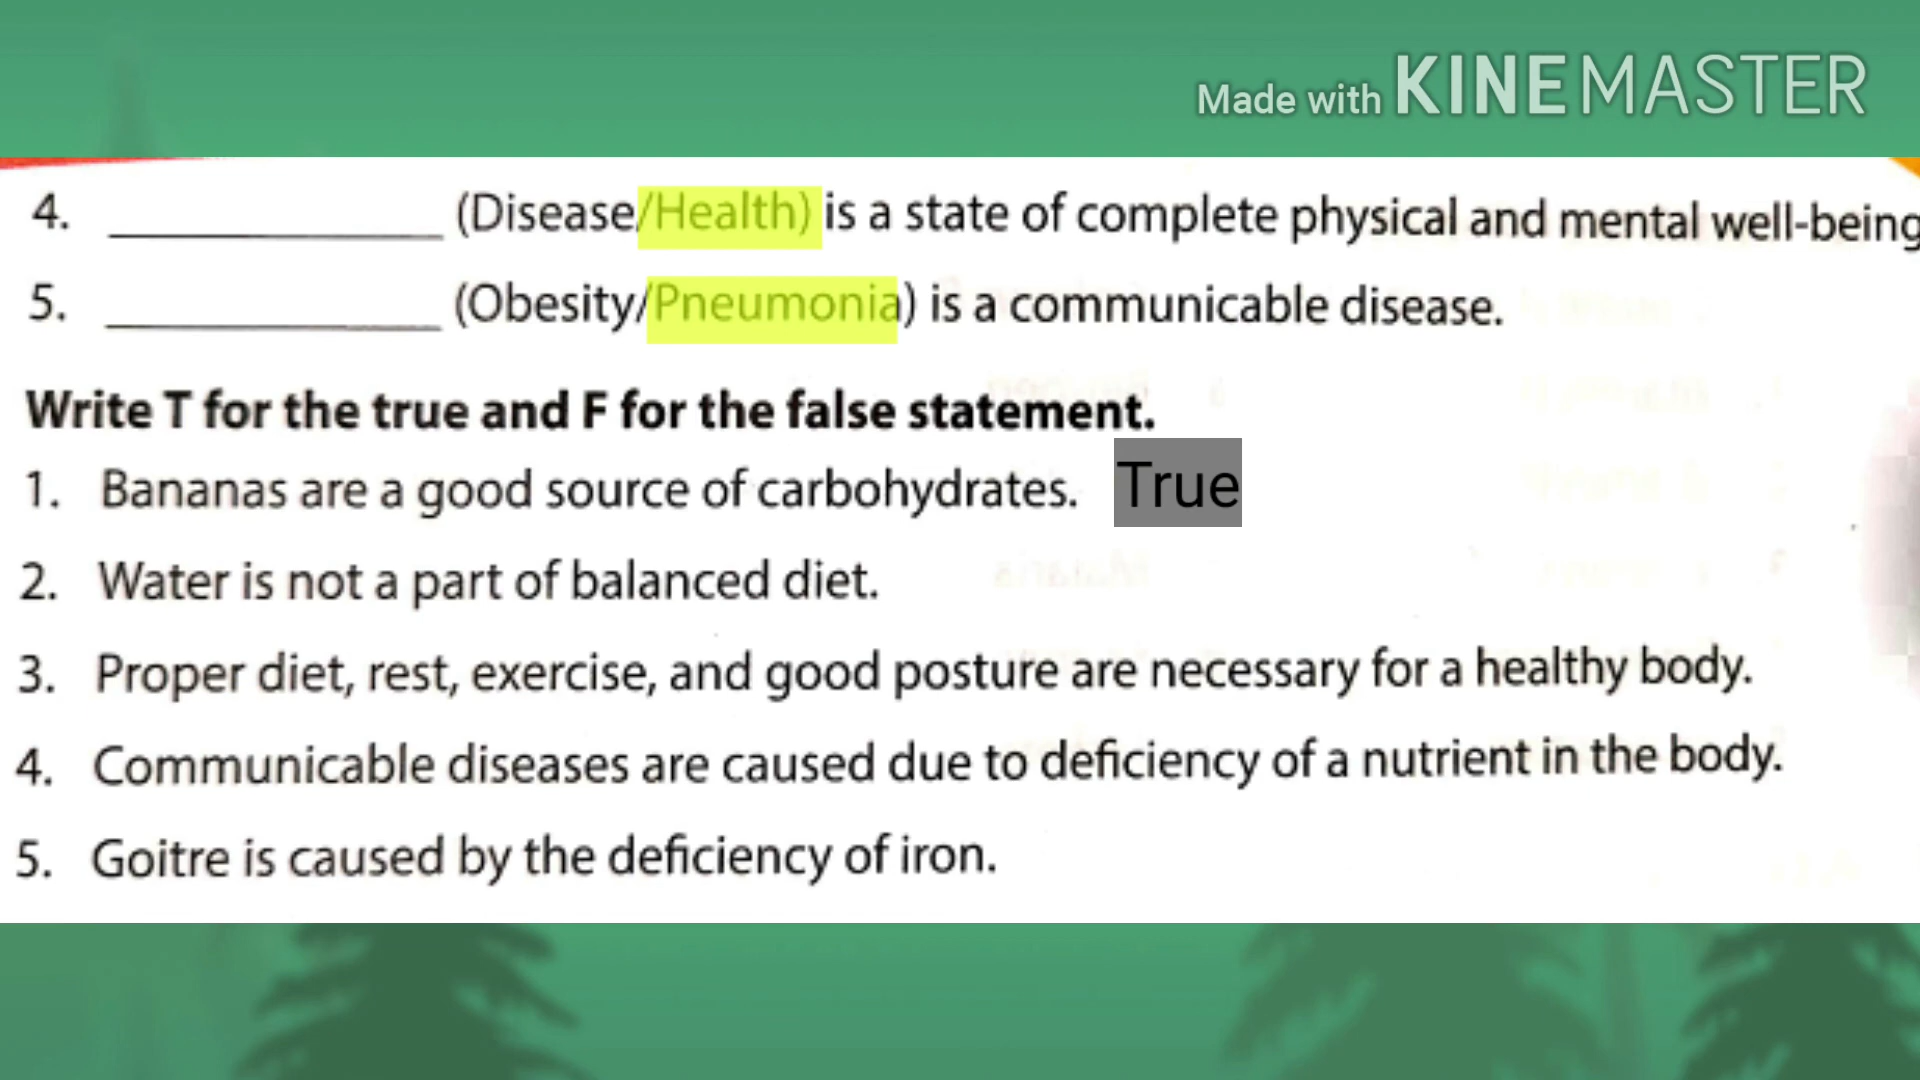 Made with KINEMASTER
4. __________ (Disease/Health) is a state of complete physical and mental well-being
5. __________ (Obesity/Pneumonia) is a communicable disease.
Write T for the true and F for the false statement.
1. Bananas are a good source of carbohydrates. True
2. Water is not a part of balanced diet.
3. Proper diet, rest, exercise, and good posture are necessary for a healthy body.
4. Communicable diseases are caused due to deficiency of a nutrient in the body.
5. Goitre is caused by the deficiency of iron.